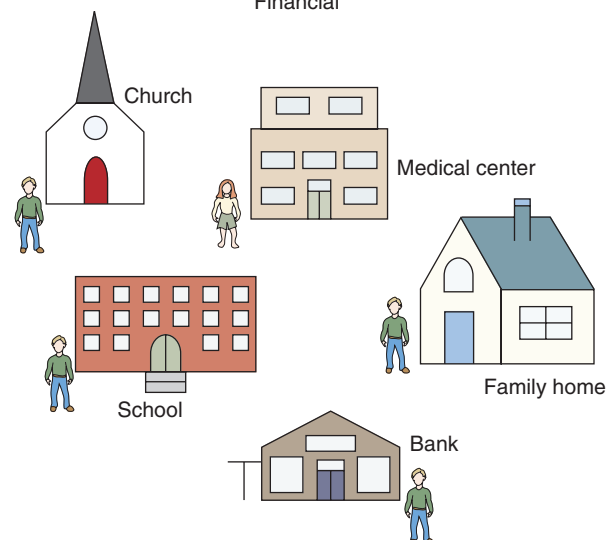 Financial
Church
Medical center
Family home
School
Bank